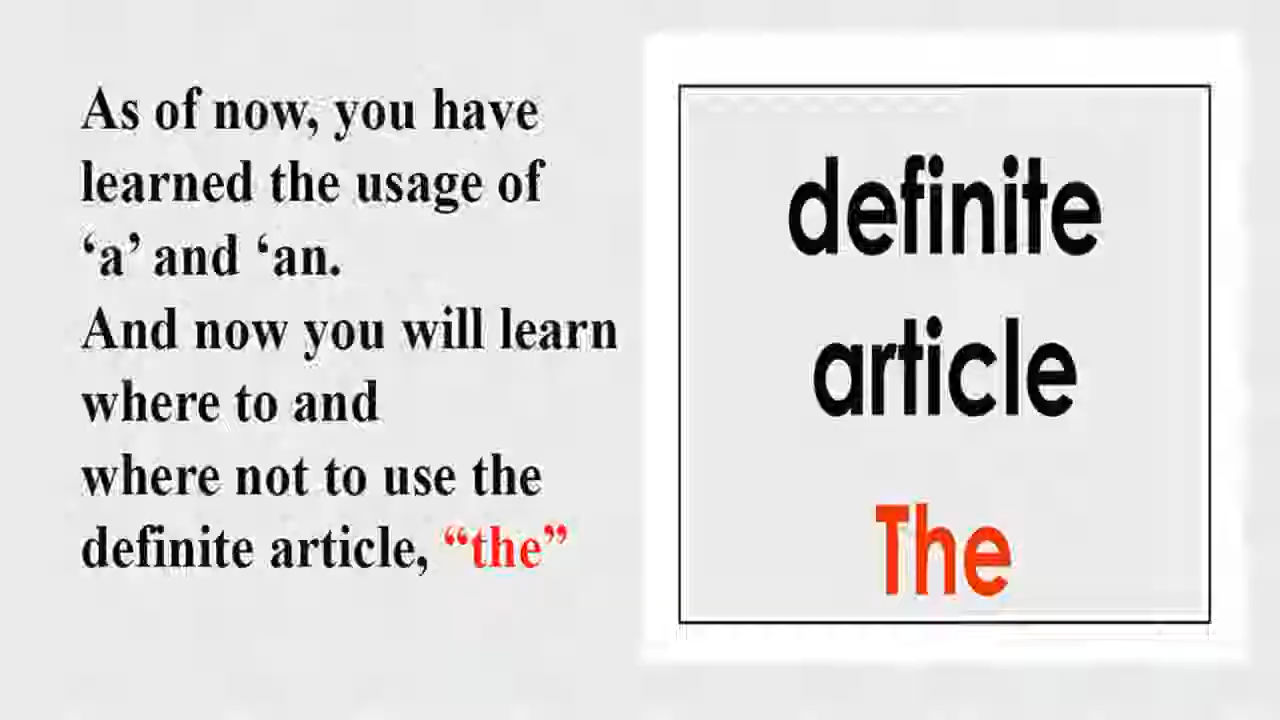 As of now, you have
learned the usage of
‘a’ and ‘an.
And now you will learn
where to and
where not to use the
definite article, “the”
definite
article
The